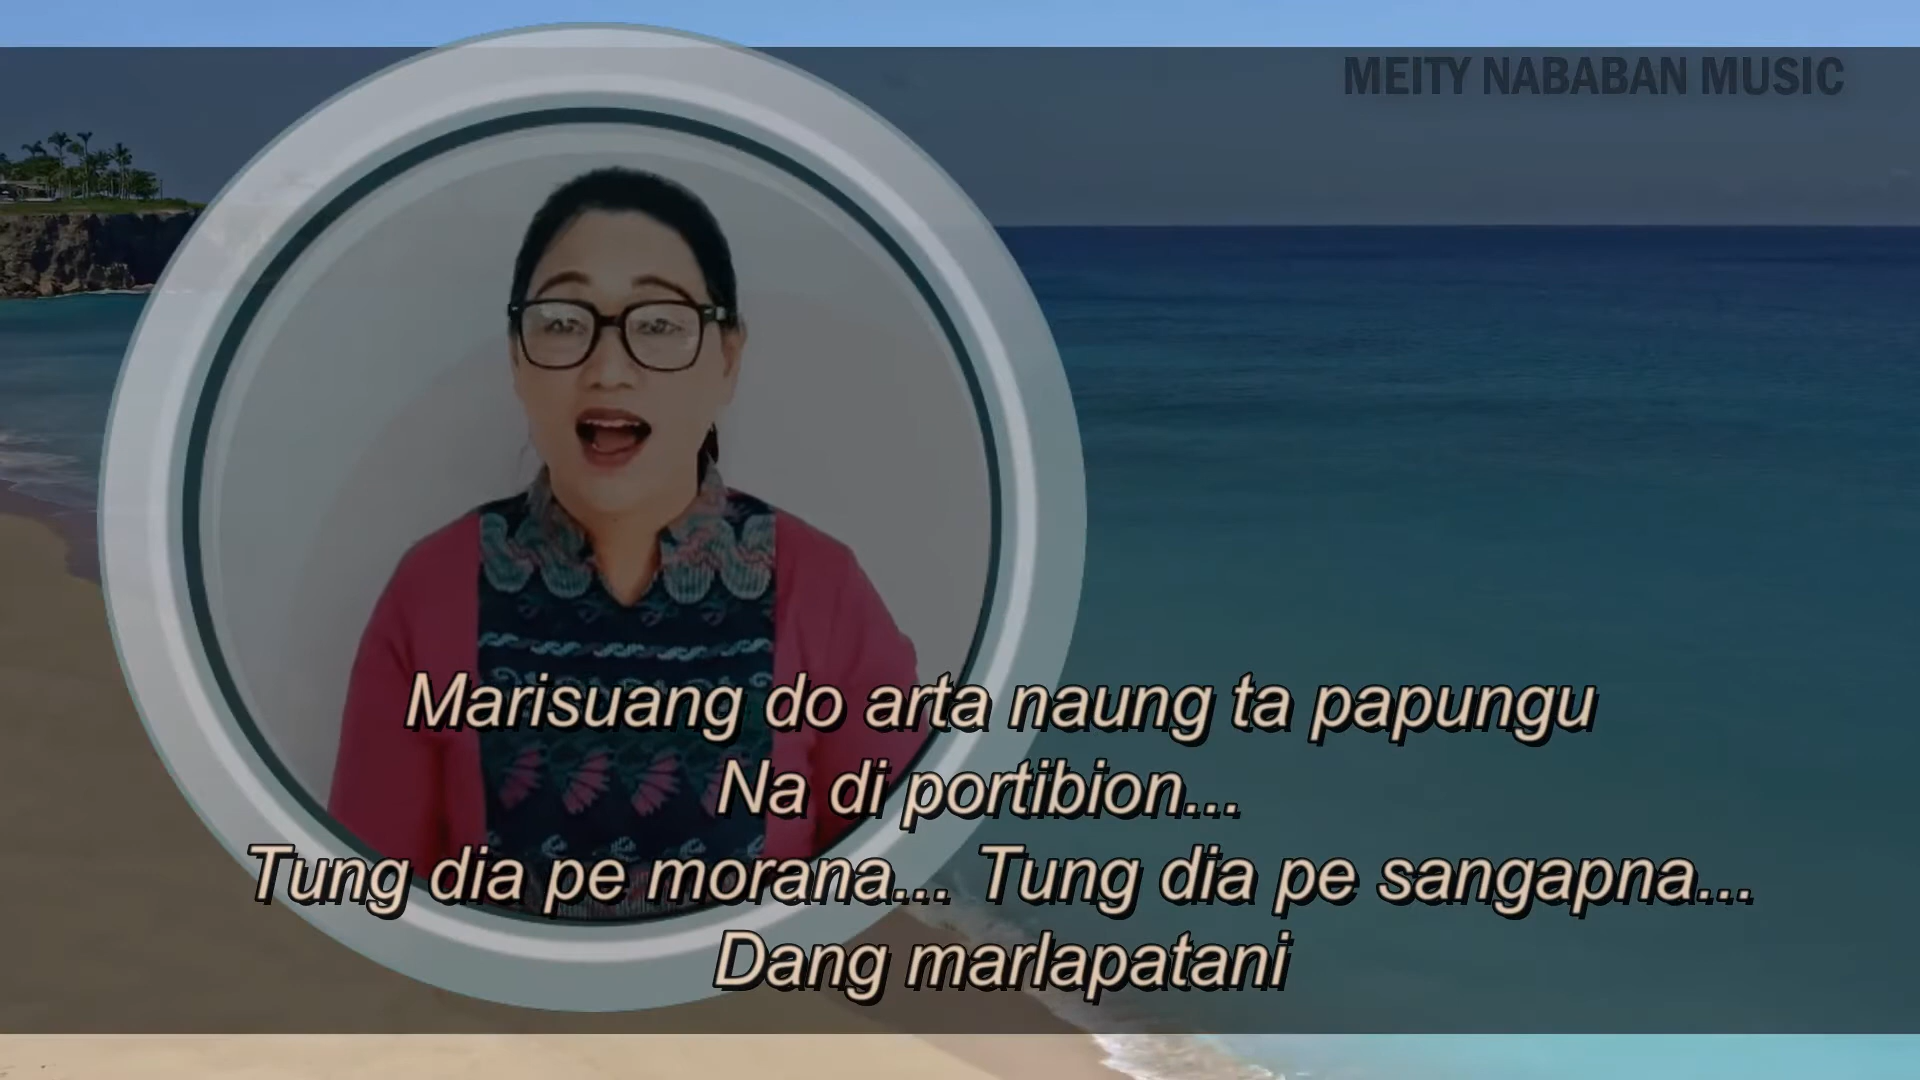 MEITY NABABAN MUSIC
Marisuang do arta naung ta papungu
Na di portibion...
Tung dia pe morana... Tung dia pe sangapna...
Dang marlapatani